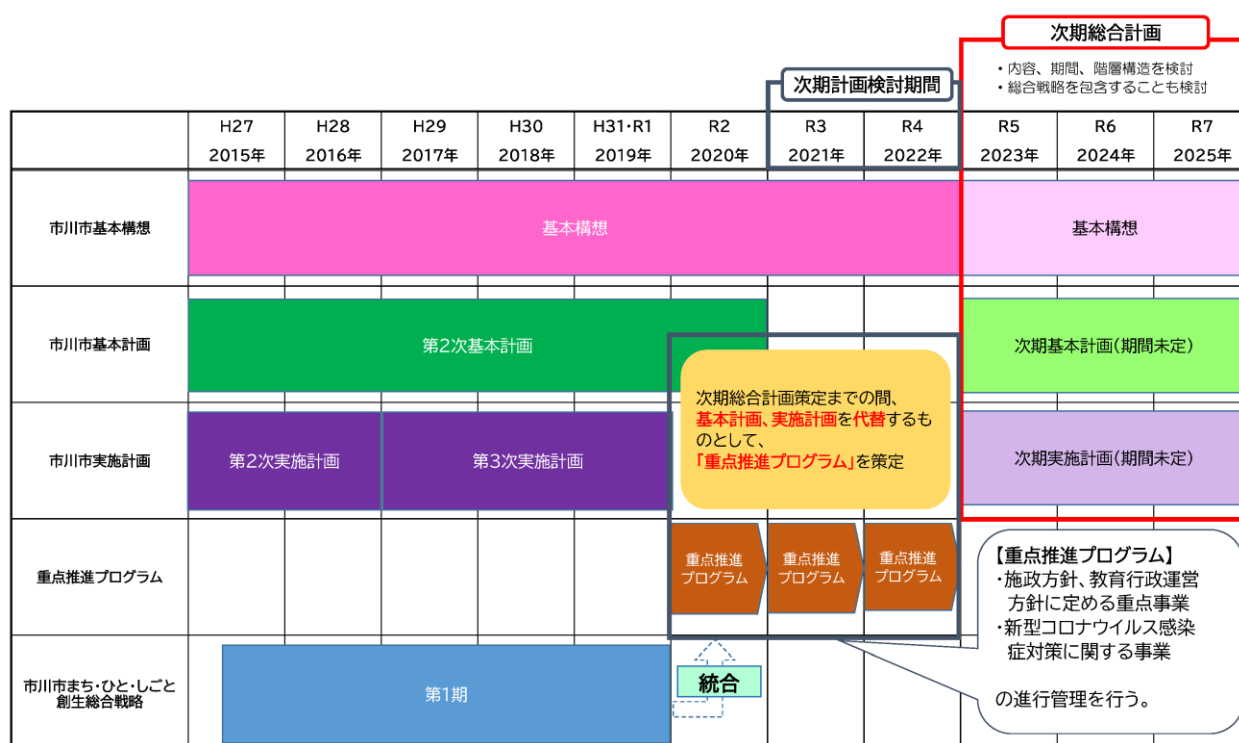 次期総合計画
・内容、期間、階層構造を検討
・総合戦略を包含することも検討
次期計画検討期間
H27 H28 H29 H30 H31・R1 R2 R3 R4 R5 R6 R7
2015年 2016年 2017年 2018年 2019年 2020年 2021年 2022年 2023年 2024年 2025年
市川市基本構想
基本構想
基本構想
市川市基本計画
第2次基本計画
次期基本計画(期間未定)
次期総合計画策定までの間、
基本計画、実施計画を代替するも
のとして、
「重点推進プログラム」を策定
市川市実施計画
第2次実施計画
第3次実施計画
次期実施計画(期間未定)
重点推進プログラム
重点推進
プログラム
重点推進
プログラム
重点推進
プログラム
【重点推進プログラム】
・施政方針、教育行政運営
方針に定める重点事業
・新型コロナウイルス感染
症対策に関する事業
の進行管理を行う。
市川市まち・ひと・しごと
創生総合戦略
第1期
統合